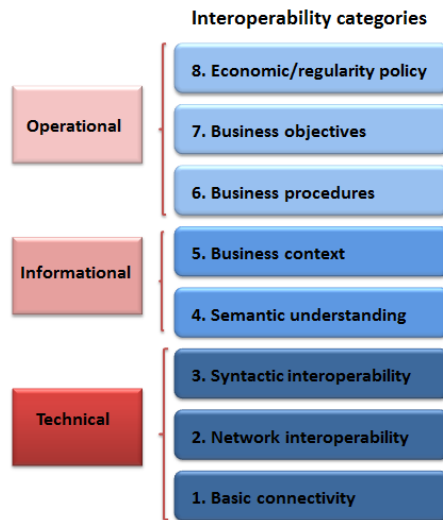 Interoperability categories
Operational
8. Economic/regularity policy
7. Business objectives
6. Business procedures
Informational
5. Business context
4. Semantic understanding
Technical
3. Syntactic interoperability
2. Network interoperability
1. Basic connectivity